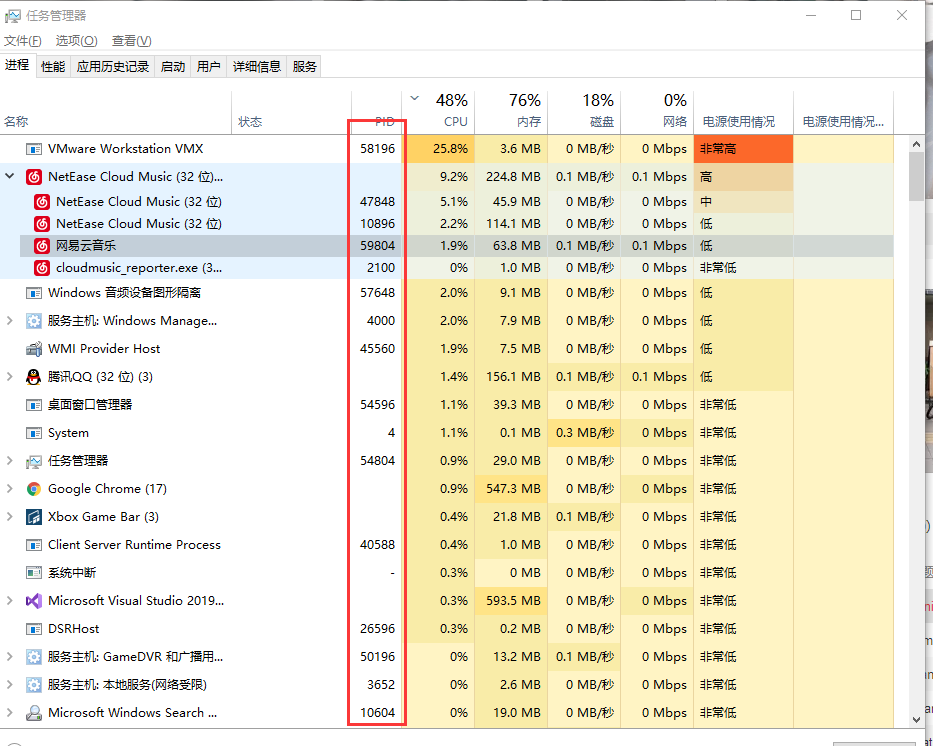 任务管理器
文件(F) 选项(O) 查看(V)
进程 性能 应用历史记录 启动 用户 详细信息 服务
48% 76% 18% 0%
名称 状态 PID CPU 内存 磁盘 网络 电源使用情况 电源使用情况...
VMware Workstation VMX 58196 25.8% 3.6 MB 0 MB/秒 0 Mbps 非常高
NetEase Cloud Music (32 位)... 9.2% 224.8 MB 0.1 MB/秒 0.1 Mbps 高
NetEase Cloud Music (32 位) 47848 5.1% 45.9 MB 0 MB/秒 0 Mbps 中
NetEase Cloud Music (32 位) 10896 2.2% 114.1 MB 0 MB/秒 0 Mbps 低
网易云音乐 59804 1.9% 63.8 MB 0.1 MB/秒 0.1 Mbps 低
cloudmusic_reporter.exe (3... 2100 0% 1.0 MB 0 MB/秒 0 Mbps 非常低
Windows 音频设备图形隔离 57648 2.0% 9.1 MB 0 MB/秒 0 Mbps 低
服务主机: Windows Manage... 4000 2.0% 7.9 MB 0 MB/秒 0 Mbps 低
WMI Provider Host 45560 1.9% 7.5 MB 0 MB/秒 0 Mbps 低
腾讯QQ (32 位) (3) 1.4% 156.1 MB 0.1 MB/秒 0.1 Mbps 低
桌面窗口管理器 54596 1.1% 39.3 MB 0 MB/秒 0 Mbps 非常低
System 4 1.1% 0.1 MB 0.3 MB/秒 0 Mbps 非常低
任务管理器 54804 0.9% 29.0 MB 0 MB/秒 0 Mbps 非常低
Google Chrome (17) 0.9% 547.3 MB 0 MB/秒 0 Mbps 非常低
Xbox Game Bar (3) 0.4% 21.8 MB 0.1 MB/秒 0 Mbps 非常低
Client Server Runtime Process 40588 0.4% 1.0 MB 0 MB/秒 0 Mbps 非常低
系统中断 - 0.3% 0 MB 0 MB/秒 0 Mbps 非常低
Microsoft Visual Studio 2019... 0.3% 593.5 MB 0 MB/秒 0 Mbps 非常低
DSRHost 26596 0.3% 0.2 MB 0 MB/秒 0 Mbps 非常低
服务主机: GameDVR 和广播用... 50196 0% 13.2 MB 0.1 MB/秒 0 Mbps 非常低
服务主机: 本地服务(网络受限) 3652 0% 2.6 MB 0 MB/秒 0 Mbps 非常低
Microsoft Windows Search ... 10604 0% 19.0 MB 0 MB/秒 0 Mbps 非常低